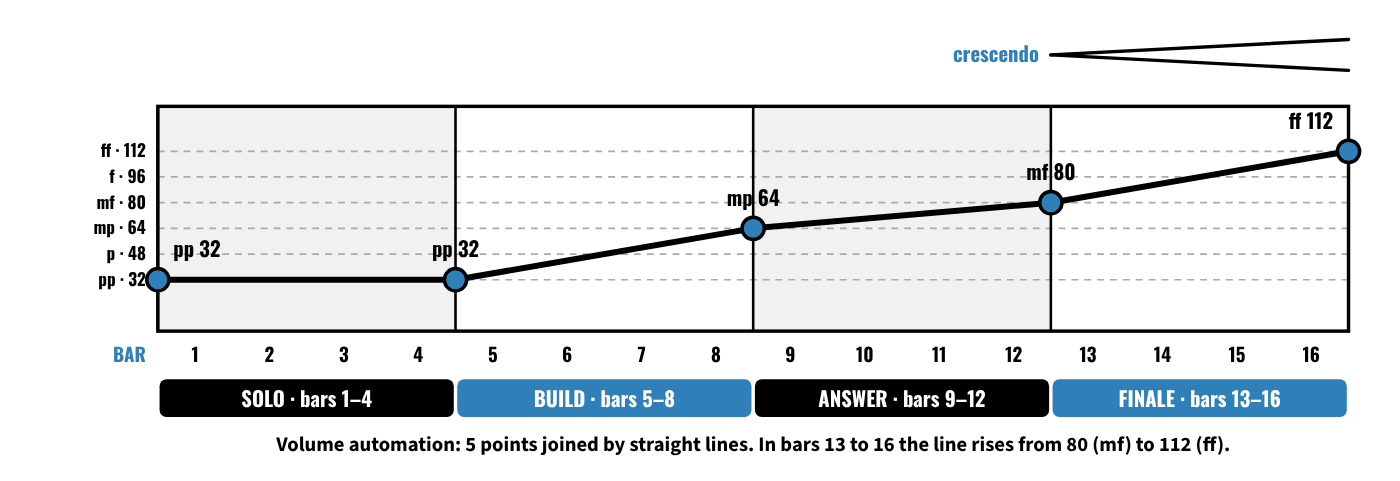 crescendo
ff 112
ff · 112
f · 96
mf 80
mf · 80
mp 64
mp · 64
pp 32
pp 32
p · 48
pp · 32
BAR 1 2 3 4 5 6 7 8 9 10 11 12 13 14 15 16
SOLO · bars 1–4 BUILD · bars 5–8 ANSWER · bars 9–12 FINALE · bars 13–16
Volume automation: 5 points joined by straight lines. In bars 13 to 16 the line rises from 80 (mf) to 112 (ff).